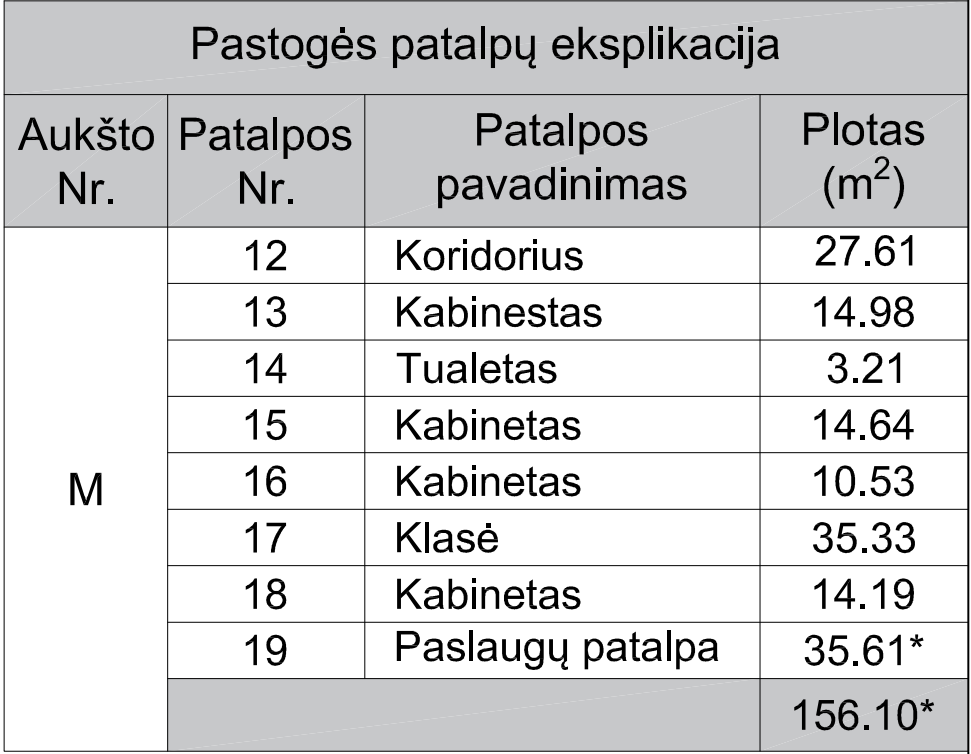 Pastogės patalpų eksplikacija
Aukšto Nr. Patalpos Nr. Patalpos pavadinimas Plotas (m²)
M
12 Koridorius 27.61
13 Kabinestas 14.98
14 Tualetas 3.21
15 Kabinetas 14.64
16 Kabinetas 10.53
17 Klasė 35.33
18 Kabinetas 14.19
19 Paslaugų patalpa 35.61*
156.10*